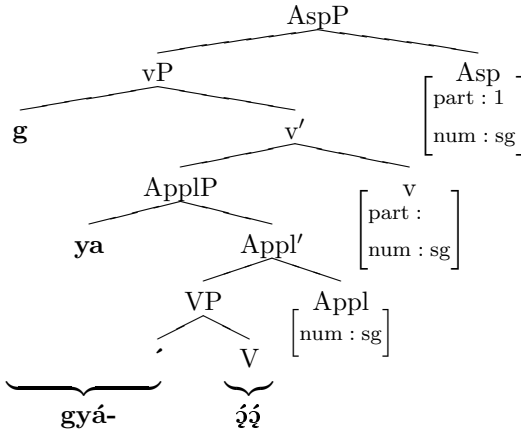 AspP
vP Asp
part : 1
g v′ num : sg
ApplP v
part :
ya Appl′ num : sg
VP Appl
num : sg
´ V
gyá- ɔ̨́ɔ̨́